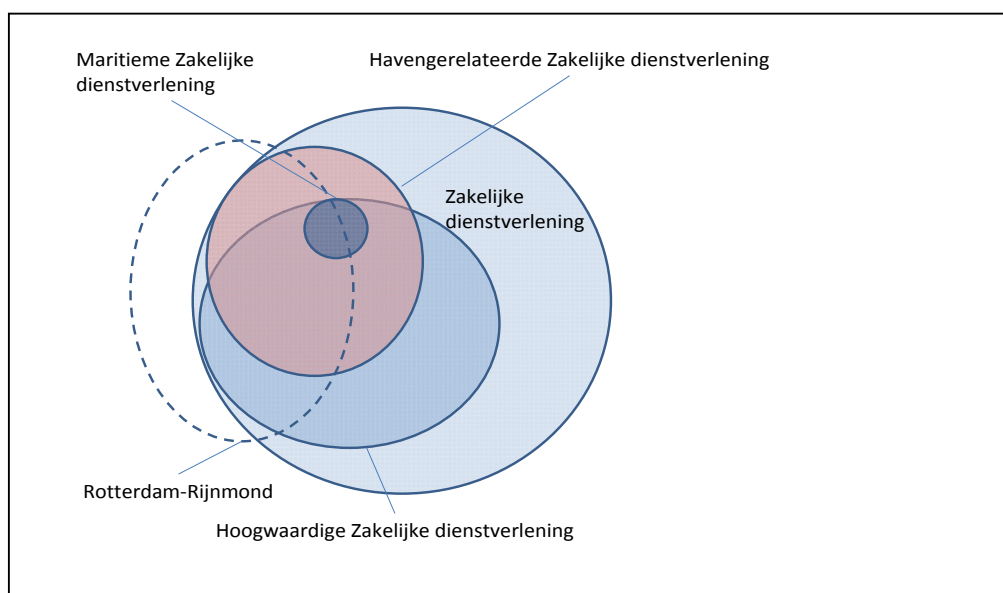 Maritieme Zakelijke
dienstverlening
Havengerelateerde Zakelijke dienstverlening
Zakelijke
dienstverlening
Rotterdam-Rijnmond
Hoogwaardige Zakelijke dienstverlening